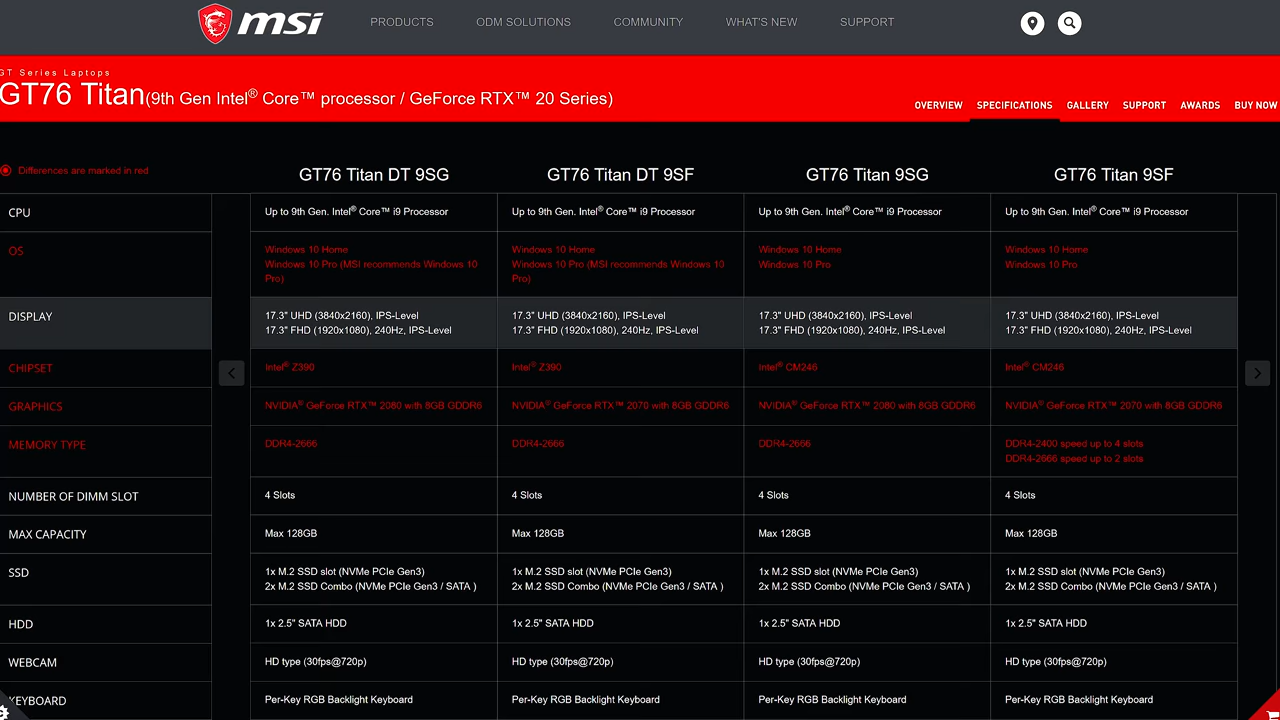 msi
PRODUCTS
ODM SOLUTIONS
COMMUNITY
WHAT'S NEW
SUPPORT
GT Series Laptops
GT76 Titan(9th Gen Intel® Core™ processor / GeForce RTX™ 20 Series)
OVERVIEW
SPECIFICATIONS
GALLERY
SUPPORT
AWARDS
BUY NOW
Differences are marked in red
GT76 Titan DT 9SG
GT76 Titan DT 9SF
GT76 Titan 9SG
GT76 Titan 9SF
CPU
Up to 9th Gen. Intel® Core™ i9 Processor
Up to 9th Gen. Intel® Core™ i9 Processor
Up to 9th Gen. Intel® Core™ i9 Processor
Up to 9th Gen. Intel® Core™ i9 Processor
OS
Windows 10 Home
Windows 10 Pro (MSI recommends Windows 10
Pro)
Windows 10 Home
Windows 10 Pro (MSI recommends Windows 10
Pro)
Windows 10 Home
Windows 10 Pro
Windows 10 Home
Windows 10 Pro
DISPLAY
17.3" UHD (3840x2160), IPS-Level
17.3" FHD (1920x1080), 240Hz, IPS-Level
17.3" UHD (3840x2160), IPS-Level
17.3" FHD (1920x1080), 240Hz, IPS-Level
17.3" UHD (3840x2160), IPS-Level
17.3" FHD (1920x1080), 240Hz, IPS-Level
17.3" UHD (3840x2160), IPS-Level
17.3" FHD (1920x1080), 240Hz, IPS-Level
CHIPSET
Intel® Z390
Intel® Z390
Intel® CM246
Intel® CM246
GRAPHICS
NVIDIA® GeForce RTX™ 2080 with 8GB GDDR6
NVIDIA® GeForce RTX™ 2070 with 8GB GDDR6
NVIDIA® GeForce RTX™ 2080 with 8GB GDDR6
NVIDIA® GeForce RTX™ 2070 with 8GB GDDR6
MEMORY TYPE
DDR4-2666
DDR4-2666
DDR4-2666
DDR4-2400 speed up to 4 slots
DDR4-2666 speed up to 2 slots
NUMBER OF DIMM SLOT
4 Slots
4 Slots
4 Slots
4 Slots
MAX CAPACITY
Max 128GB
Max 128GB
Max 128GB
Max 128GB
SSD
1x M.2 SSD slot (NVMe PCIe Gen3)
2x M.2 SSD Combo (NVMe PCIe Gen3 / SATA )
1x M.2 SSD slot (NVMe PCIe Gen3)
2x M.2 SSD Combo (NVMe PCIe Gen3 / SATA )
1x M.2 SSD slot (NVMe PCIe Gen3)
2x M.2 SSD Combo (NVMe PCIe Gen3 / SATA )
1x M.2 SSD slot (NVMe PCIe Gen3)
2x M.2 SSD Combo (NVMe PCIe Gen3 / SATA )
HDD
1x 2.5" SATA HDD
1x 2.5" SATA HDD
1x 2.5" SATA HDD
1x 2.5" SATA HDD
WEBCAM
HD type (30fps@720p)
HD type (30fps@720p)
HD type (30fps@720p)
HD type (30fps@720p)
KEYBOARD
Per-Key RGB Backlight Keyboard
Per-Key RGB Backlight Keyboard
Per-Key RGB Backlight Keyboard
Per-Key RGB Backlight Keyboard